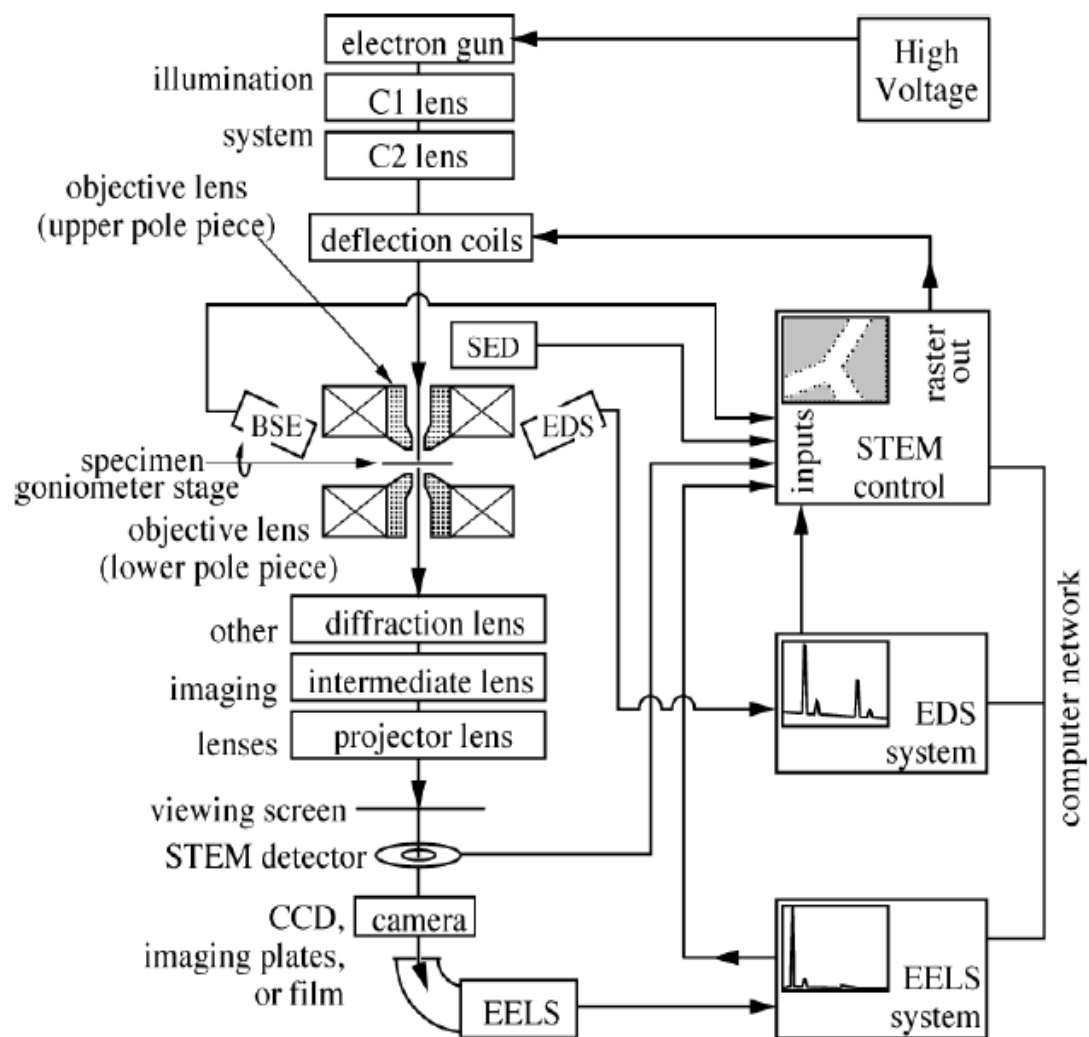 electron gun
High
Voltage
illumination
system
C1 lens
C2 lens
objective lens
(upper pole piece)
deflection coils
SED
BSE
EDS
raster
out
inputs
STEM
control
specimen
goniometer stage
objective lens
(lower pole piece)
other
imaging
lenses
diffraction lens
intermediate lens
projector lens
EDS
system
computer network
viewing screen
STEM detector
CCD,
imaging plates,
or film
camera
EELS
EELS
system